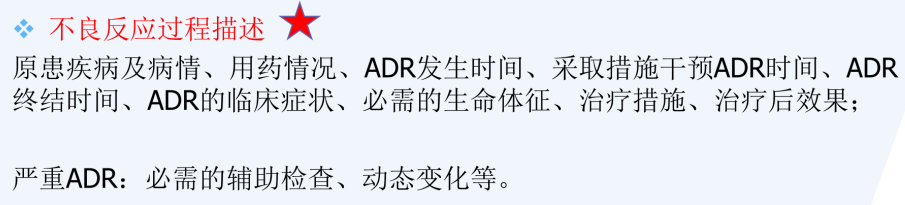 不良反应过程描述
原患疾病及病情、用药情况、ADR发生时间、采取措施干预ADR时间、ADR
终结时间、ADR的临床症状、必需的生命体征、治疗措施、治疗后效果；
严重ADR：必需的辅助检查、动态变化等。